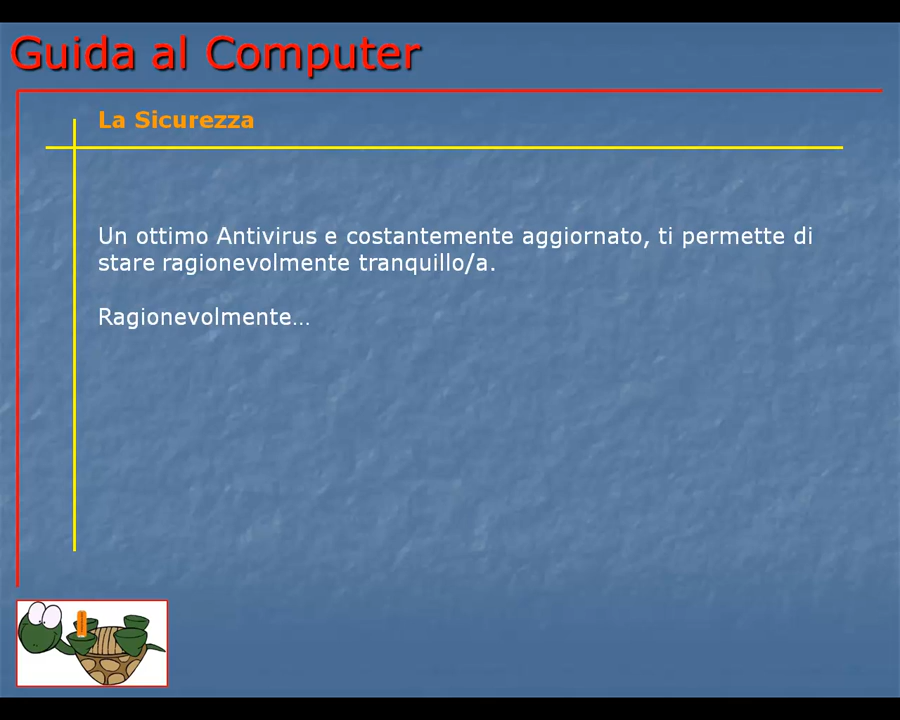 Guida al Computer
La Sicurezza
Un ottimo Antivirus e costantemente aggiornato, ti permette di
stare ragionevolmente tranquillo/a.
Ragionevolmente…